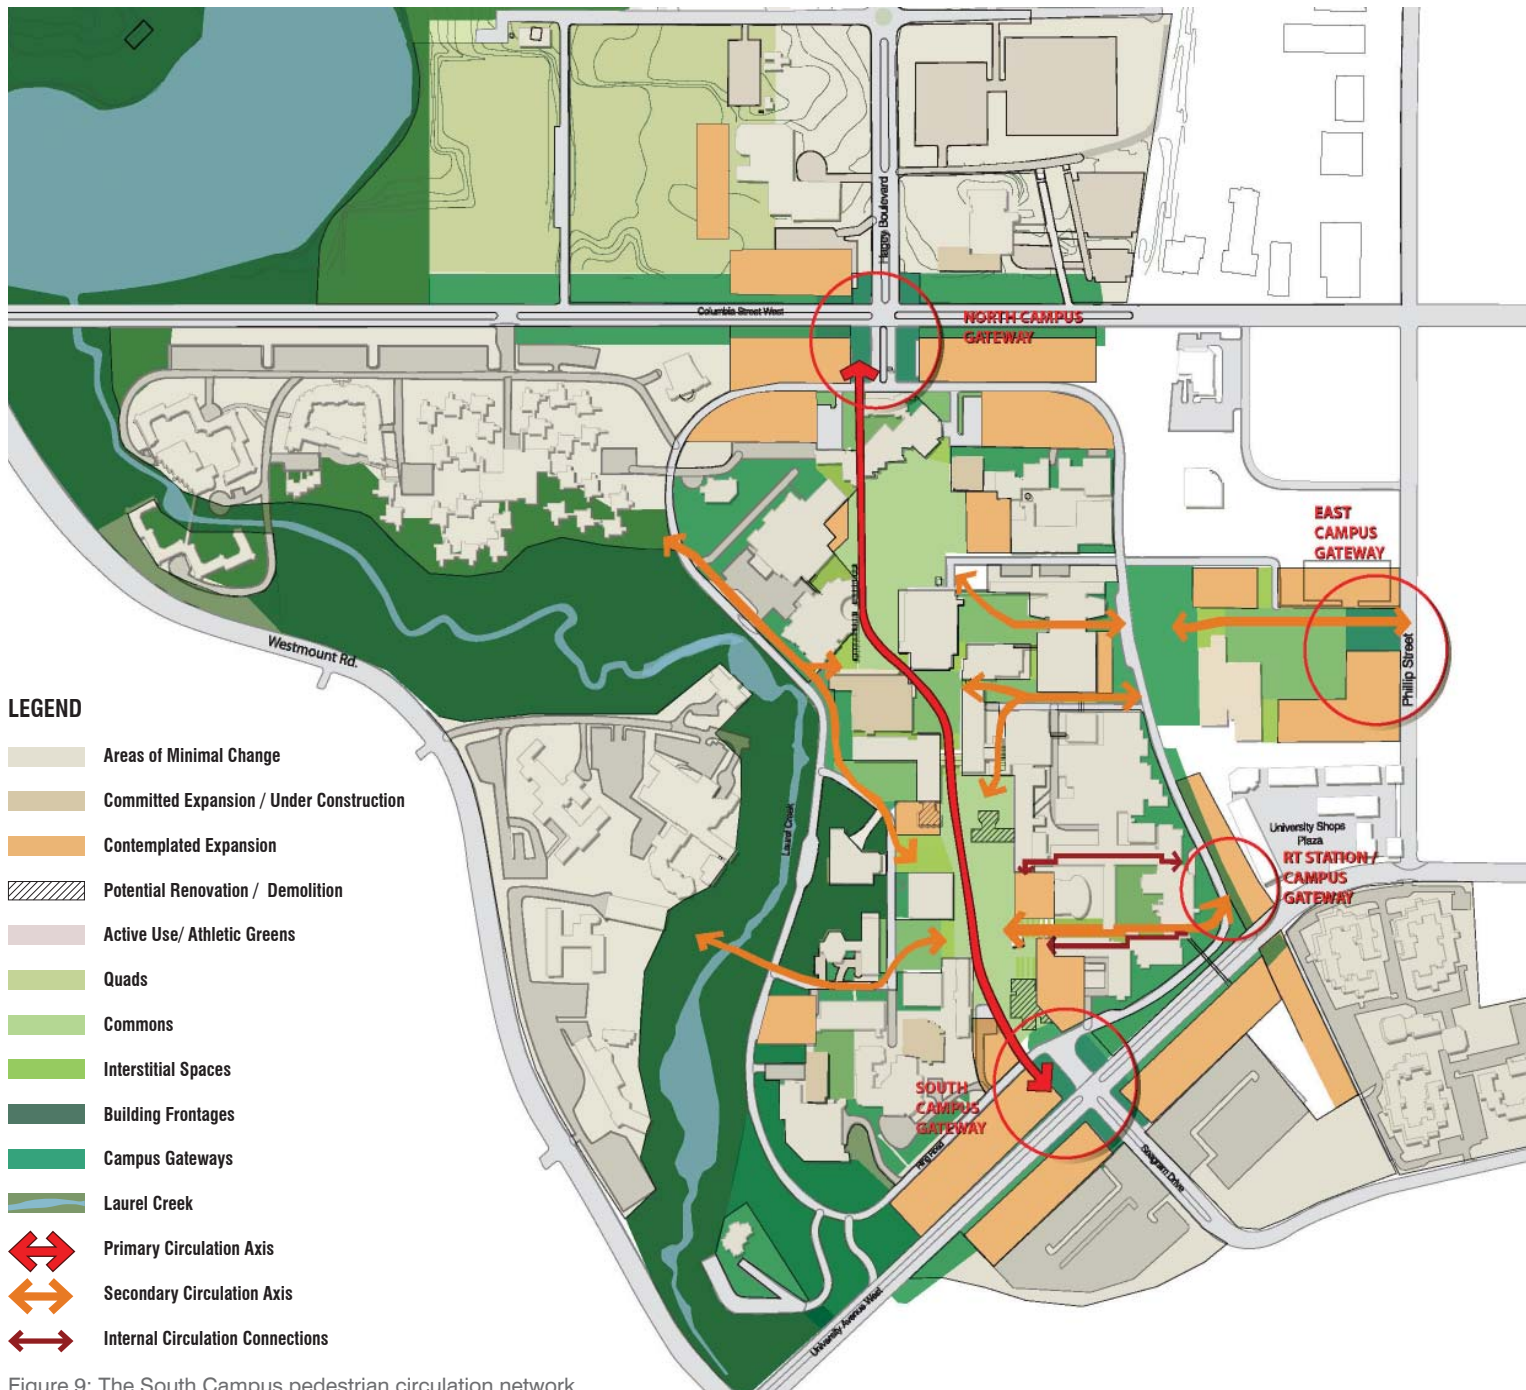 Hagey Boulevard
Columbia Street West
NORTH CAMPUS
GATEWAY
EAST
CAMPUS
GATEWAY
Phillip Street
Westmount Rd.
Laurel Creek
University Shops
Plaza
RT STATION /
CAMPUS
GATEWAY
SOUTH
CAMPUS
GATEWAY
Ring Road
Seagram Drive
University Avenue West
LEGEND
Areas of Minimal Change
Committed Expansion / Under Construction
Contemplated Expansion
Potential Renovation / Demolition
Active Use/ Athletic Greens
Quads
Commons
Interstitial Spaces
Building Frontages
Campus Gateways
Laurel Creek
Primary Circulation Axis
Secondary Circulation Axis
Internal Circulation Connections
Figure 9: The South Campus pedestrian circulation network